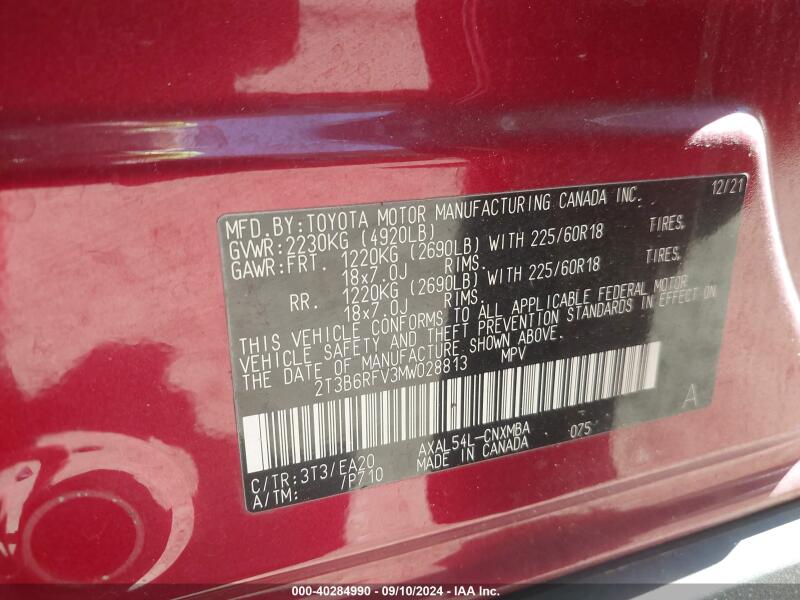 12/21
MFD.BY:TOYOTA MOTOR MANUFACTURING CANADA INC.
GVWR:2230KG (4920LB)
GAWR:FRT. 1220KG (2690LB) WITH 225/60R18 TIRES.
18x7.0J RIMS.
RR. 1220KG (2690LB) WITH 225/60R18 TIRES.
18x7.0J RIMS.
THIS VEHICLE CONFORMS TO ALL APPLICABLE FEDERAL MOTOR
VEHICLE SAFETY AND THEFT PREVENTION STANDARDS IN EFFECT ON
THE DATE OF MANUFACTURE SHOWN ABOVE.
2T3B6RFV3MW028813 MPV
A
C/TR:3T3/EA20 AXAL54L-CNXMBA 075
A/TM: /P710 MADE IN CANADA
000-40284990 - 09/10/2024 - IAA Inc.